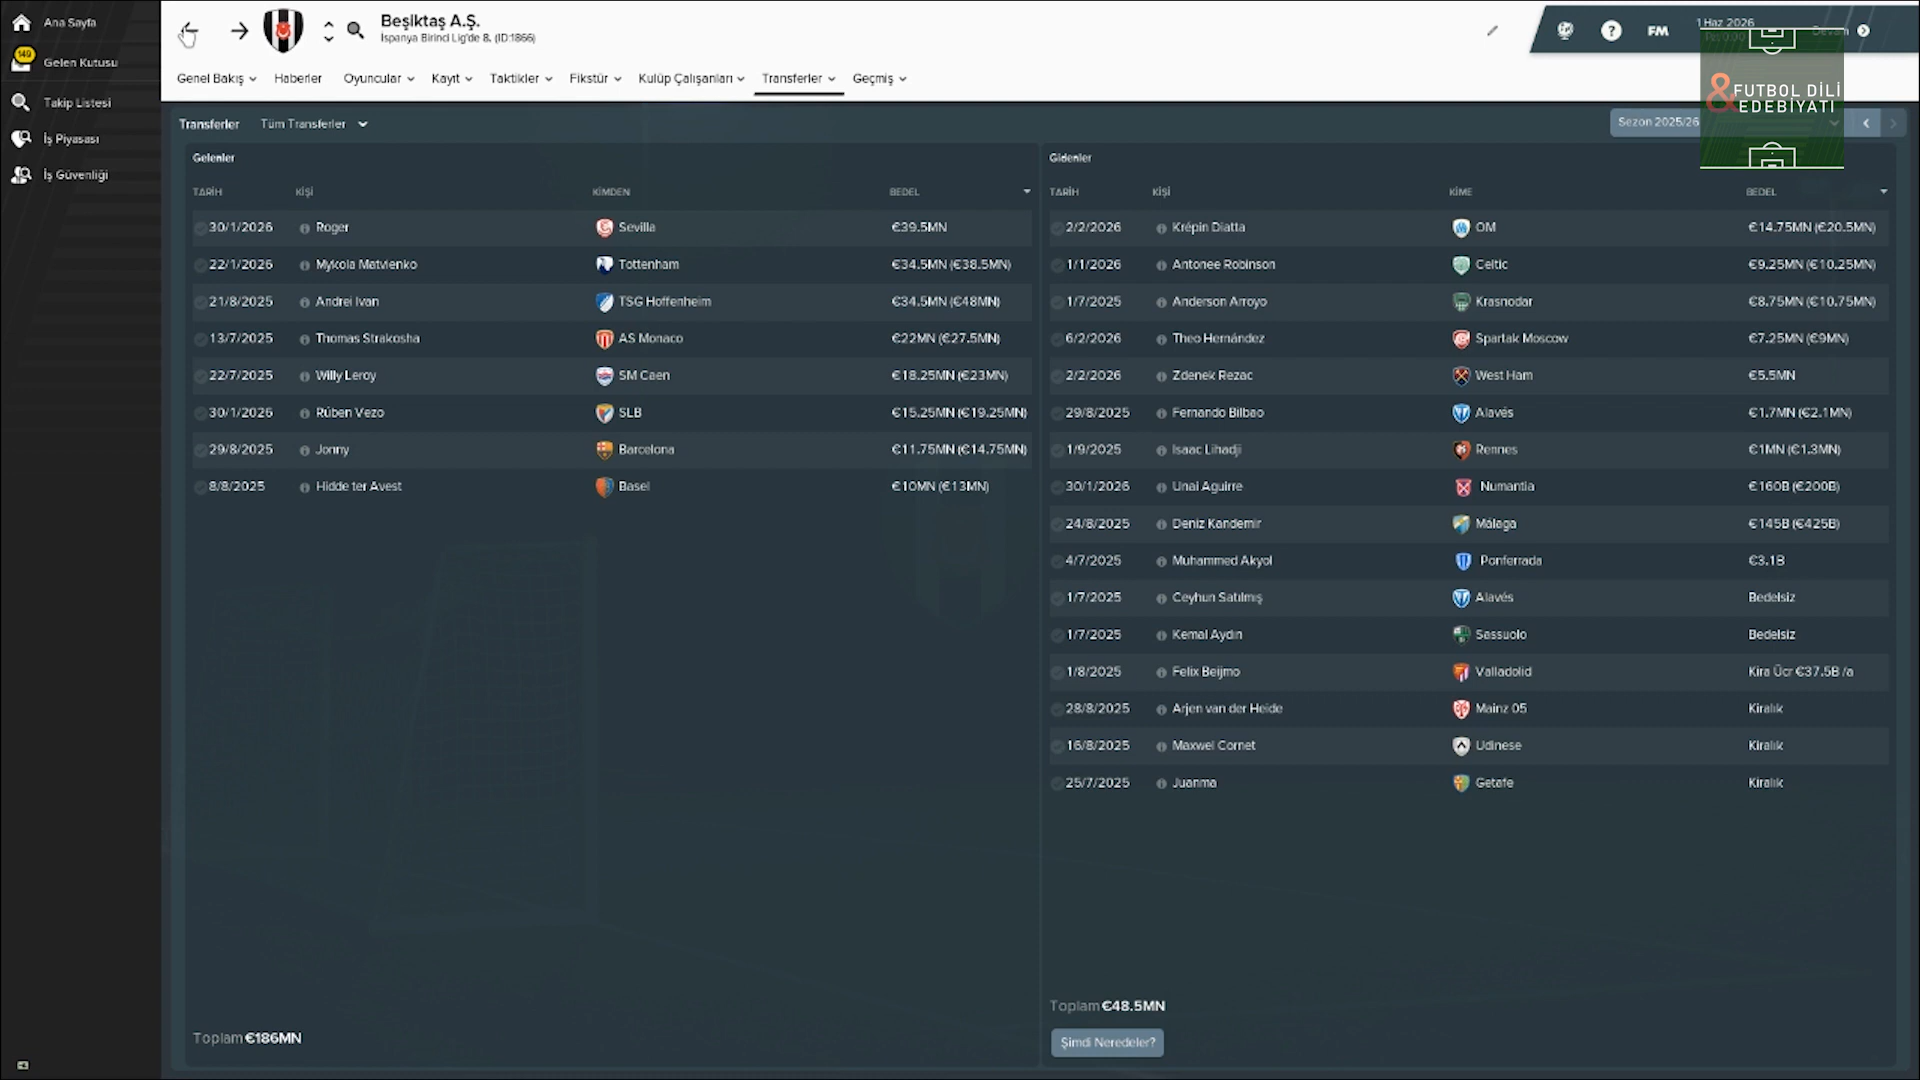 Ana Sayfa
149
Gelen Kutusu
Takip Listesi
İş Piyasası
İş Güvenliği
Beşiktaş A.Ş.
İspanya Birinci Lig'de 8. (ID:1866)
FM
1 Haz 2026
Devam
Genel Bakış
Haberler
Oyuncular
Kayıt
Taktikler
Fikstür
Kulüp Çalışanları
Transferler
Geçmiş
& FUTBOL DİLİ
EDEBİYATI
Transferler
Tüm Transferler
Sezon 2025/26
Gelenler
TARİH KİŞİ KİMDEN BEDEL
30/1/2026 Roger Sevilla €39.5MN
22/1/2026 Mykola Matvienko Tottenham €34.5MN (€38.5MN)
21/8/2025 Andrei Ivan TSG Hoffenheim €34.5MN (€48MN)
13/7/2025 Thomas Strakosha AS Monaco €22MN (€27.5MN)
22/7/2025 Willy Leroy SM Caen €18.25MN (€23MN)
30/1/2026 Rúben Vezo SLB €15.25MN (€19.25MN)
29/8/2025 Jonny Barcelona €11.75MN (€14.75MN)
8/8/2025 Hidde ter Avest Basel €10MN (€13MN)
Toplam €186MN
Gidenler
TARİH KİŞİ KİME BEDEL
2/2/2026 Krépin Diatta OM €14.75MN (€20.5MN)
1/1/2026 Antonee Robinson Celtic €9.25MN (€10.25MN)
1/7/2025 Anderson Arroyo Krasnodar €8.75MN (€10.75MN)
6/2/2026 Theo Hernández Spartak Moscow €7.25MN (€9MN)
2/2/2026 Zdenek Rezac West Ham €5.5MN
29/8/2025 Fernando Bilbao Alavés €1.7MN (€2.1MN)
1/9/2025 Isaac Lihadji Rennes €1MN (€1.3MN)
30/1/2026 Unai Aguirre Numantia €160B (€200B)
24/8/2025 Deniz Kandemir Málaga €145B (€425B)
4/7/2025 Muhammed Akyol Ponferrada €3.1B
1/7/2025 Ceyhun Satılmış Alavés Bedelsiz
1/7/2025 Kemal Aydın Sassuolo Bedelsiz
1/8/2025 Felix Beijmo Valladolid Kira Ücr €37.5B /a
28/8/2025 Arjen van der Heide Mainz 05 Kiralık
16/8/2025 Maxwel Cornet Udinese Kiralık
25/7/2025 Juanma Getafe Kiralık
Toplam €48.5MN
Şimdi Neredeler?